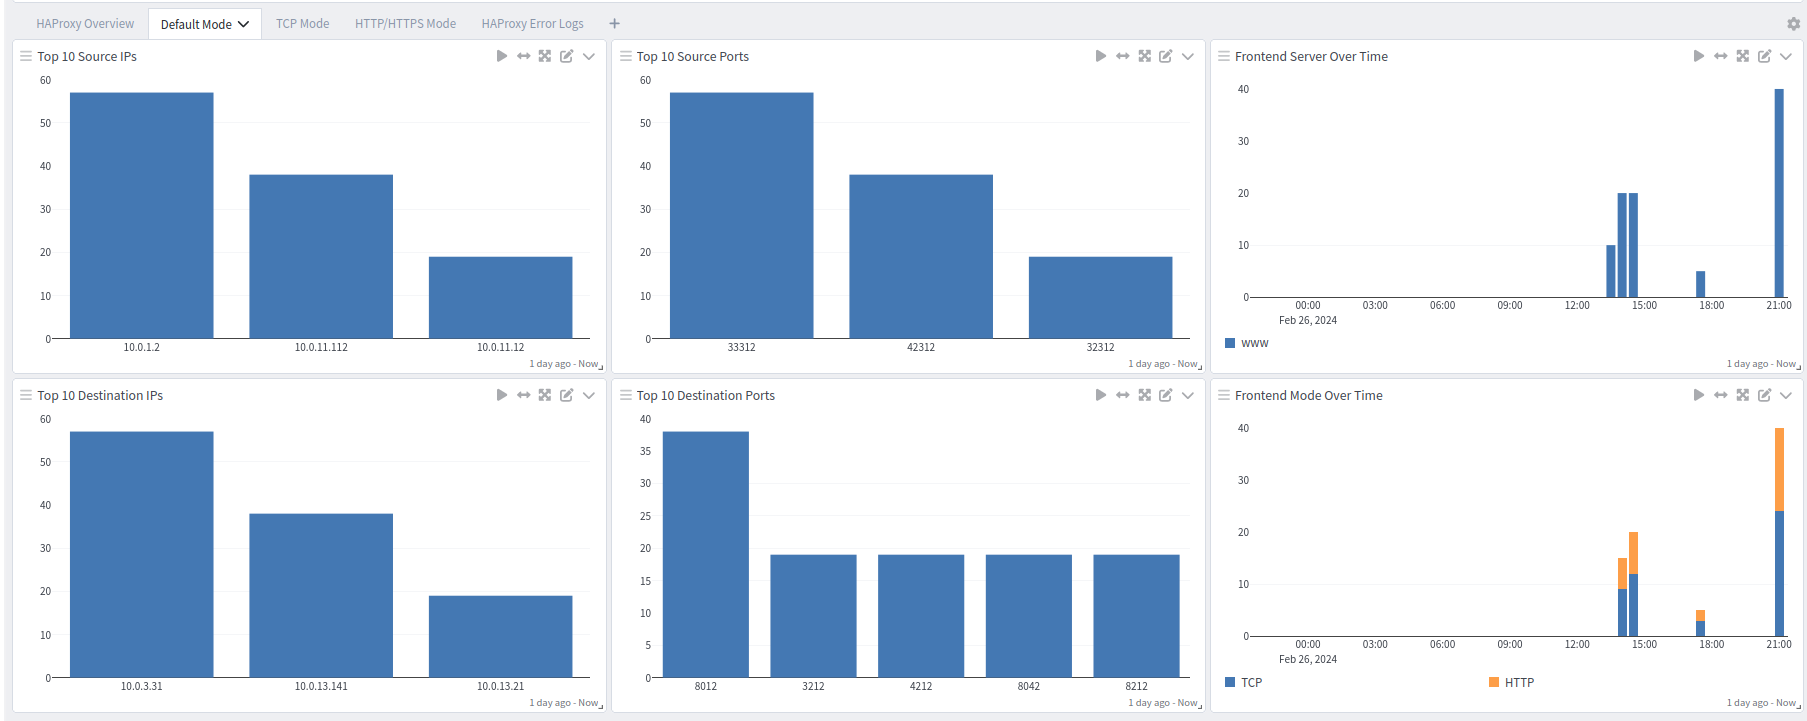 HAProxy Overview Default Mode TCP Mode HTTP/HTTPS Mode HAProxy Error Logs +
Top 10 Source IPs
60
50
40
30
20
10
0
10.0.1.2 10.0.11.112 10.0.11.12
1 day ago - Now
Top 10 Source Ports
60
50
40
30
20
10
0
33312 42312 32312
1 day ago - Now
Frontend Server Over Time
40
30
20
10
0
00:00 03:00 06:00 09:00 12:00 15:00 18:00 21:00
Feb 26, 2024
www
1 day ago - Now
Top 10 Destination IPs
60
50
40
30
20
10
0
10.0.3.31 10.0.13.141 10.0.13.21
1 day ago - Now
Top 10 Destination Ports
40
35
30
25
20
15
10
5
0
8012 3212 4212 8042 8212
1 day ago - Now
Frontend Mode Over Time
40
30
20
10
0
00:00 03:00 06:00 09:00 12:00 15:00 18:00 21:00
Feb 26, 2024
TCP HTTP
1 day ago - Now